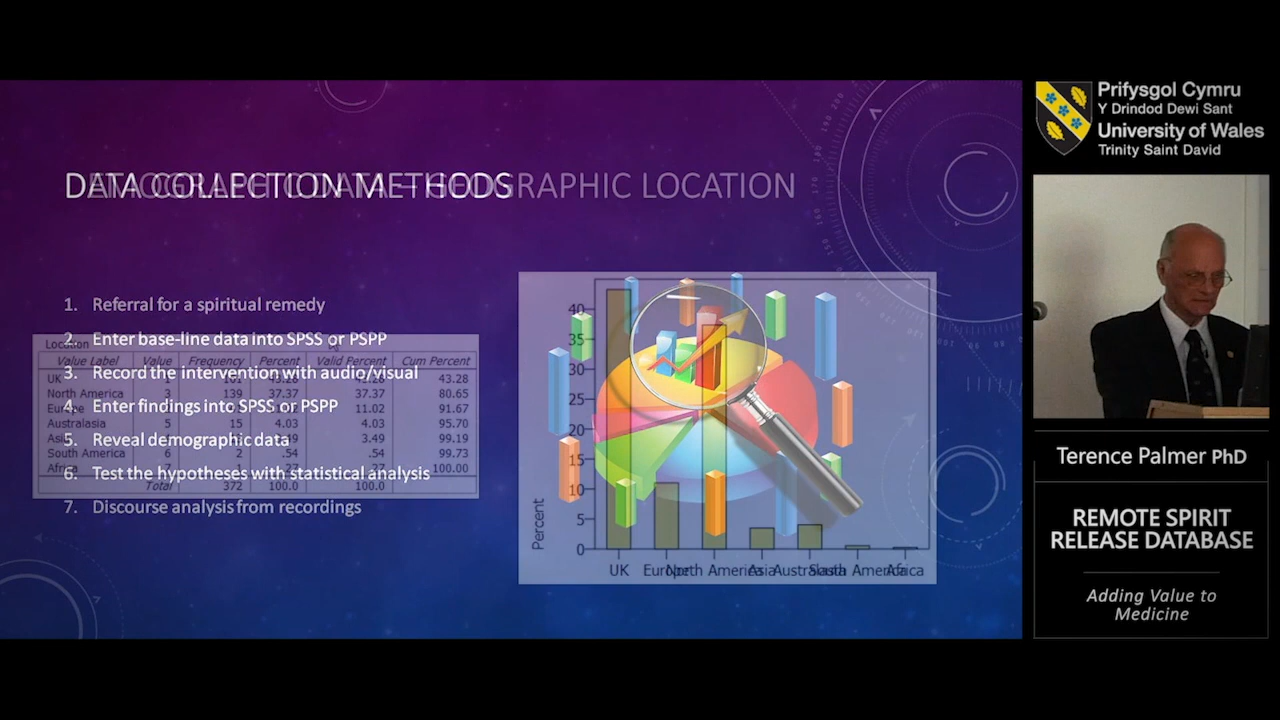 DATA COLLECTION METHODS
DEMOGRAPHIC DATA – GEOGRAPHIC LOCATION
1. Referral for a spiritual remedy
2. Enter base-line data into SPSS or PSPP
3. Record the intervention with audio/visual
4. Enter findings into SPSS or PSPP
5. Reveal demographic data
6. Test the hypotheses with statistical analysis
7. Discourse analysis from recordings
Location
Value Label Value Frequency Percent Valid Percent Cum Percent
UK 43.28
North America 139 37.37 37.37 80.65
Europe 11.02 91.67
Australasia 5 15 4.03 4.03 95.70
3.49 99.19
South America 6 2 .54 .54 99.73
Africa 100.00
Total 372 100.0 100.0
40
35
30
25
20
15
10
5
0
Percent
UK Europe North America Asia Australasia South America Africa
Prifysgol Cymru
Y Drindod Dewi Sant
University of Wales
Trinity Saint David
Terence Palmer PhD
REMOTE SPIRIT
RELEASE DATABASE
Adding Value to
Medicine